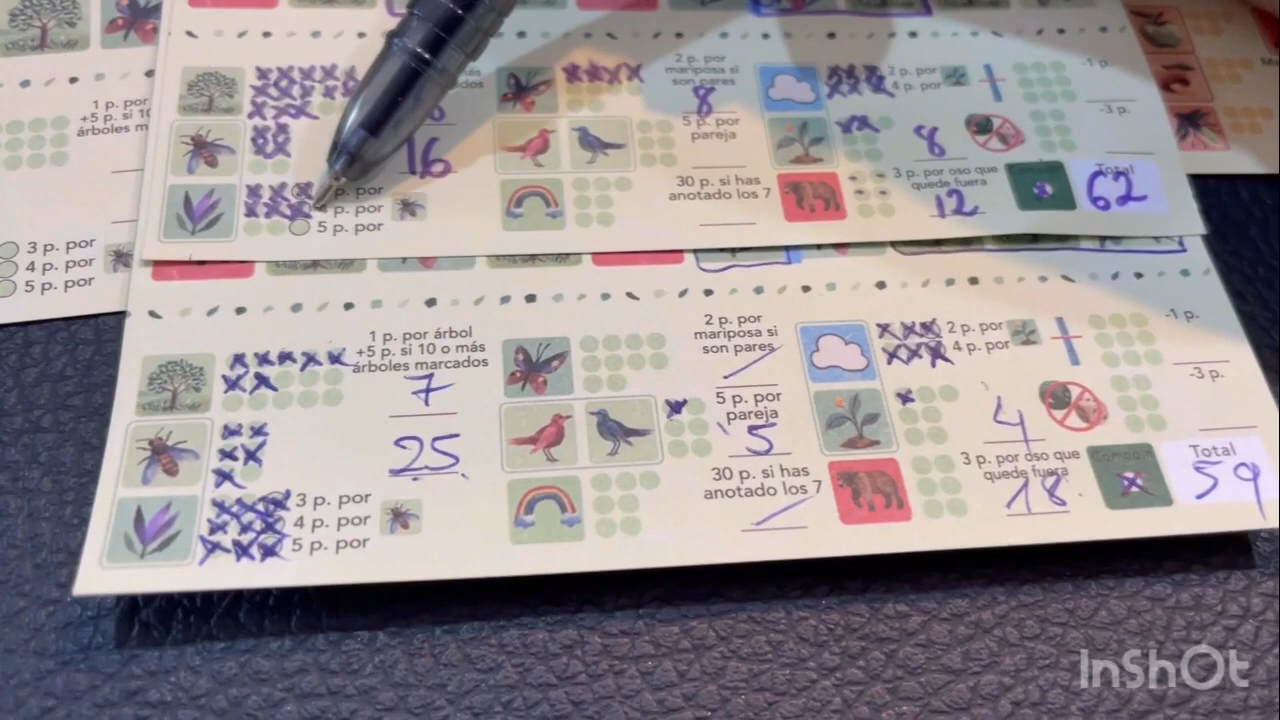 1 p. por
+5 p. si 10
árboles m
3 p. por
4 p. por
5 p. por
16
p. por
4 p. por
5 p. por
2 p. por
mariposa si
son pares
8
5 p. por
pareja
30 p. si has
anotado los 7
2 p. por
4 p. por
8
3 p. por oso que
quede fuera
12
-1 p.
-3 p.
Total
62
1 p. por árbol
+5 p. si 10 o más
árboles marcados
7
25
3 p. por
4 p. por
5 p. por
2 p. por
mariposa si
son pares
5 p. por
pareja
5
30 p. si has
anotado los 7
2 p. por
4 p. por
4
3 p. por oso que
quede fuera
18
-1 p.
-3 p.
Total
59
InShOt